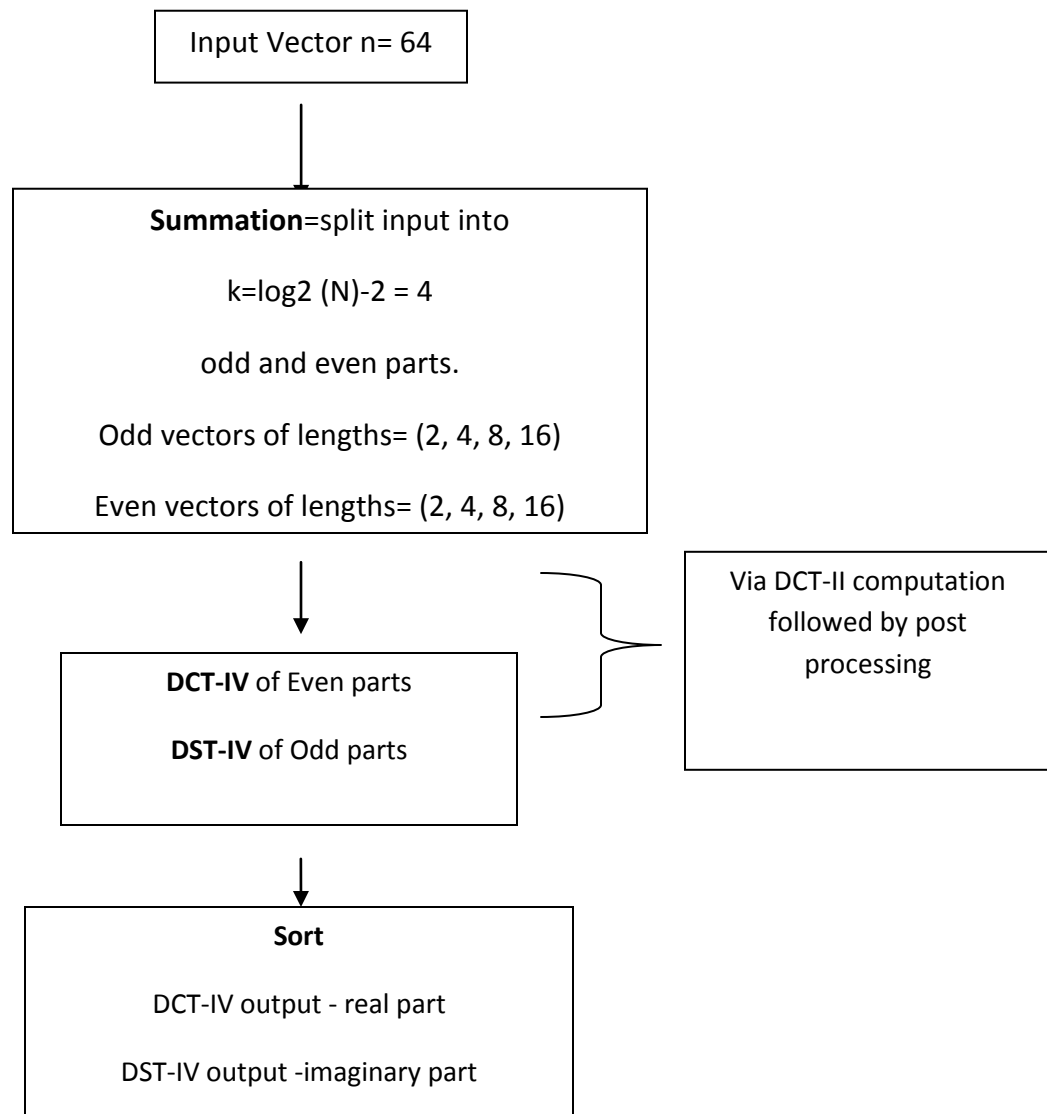 Input Vector n= 64
Summation=split input into
k=log2 (N)-2 = 4
odd and even parts.
Odd vectors of lengths= (2, 4, 8, 16)
Even vectors of lengths= (2, 4, 8, 16)
Via DCT-II computation
followed by post
processing
DCT-IV of Even parts
DST-IV of Odd parts
Sort
DCT-IV output - real part
DST-IV output -imaginary part